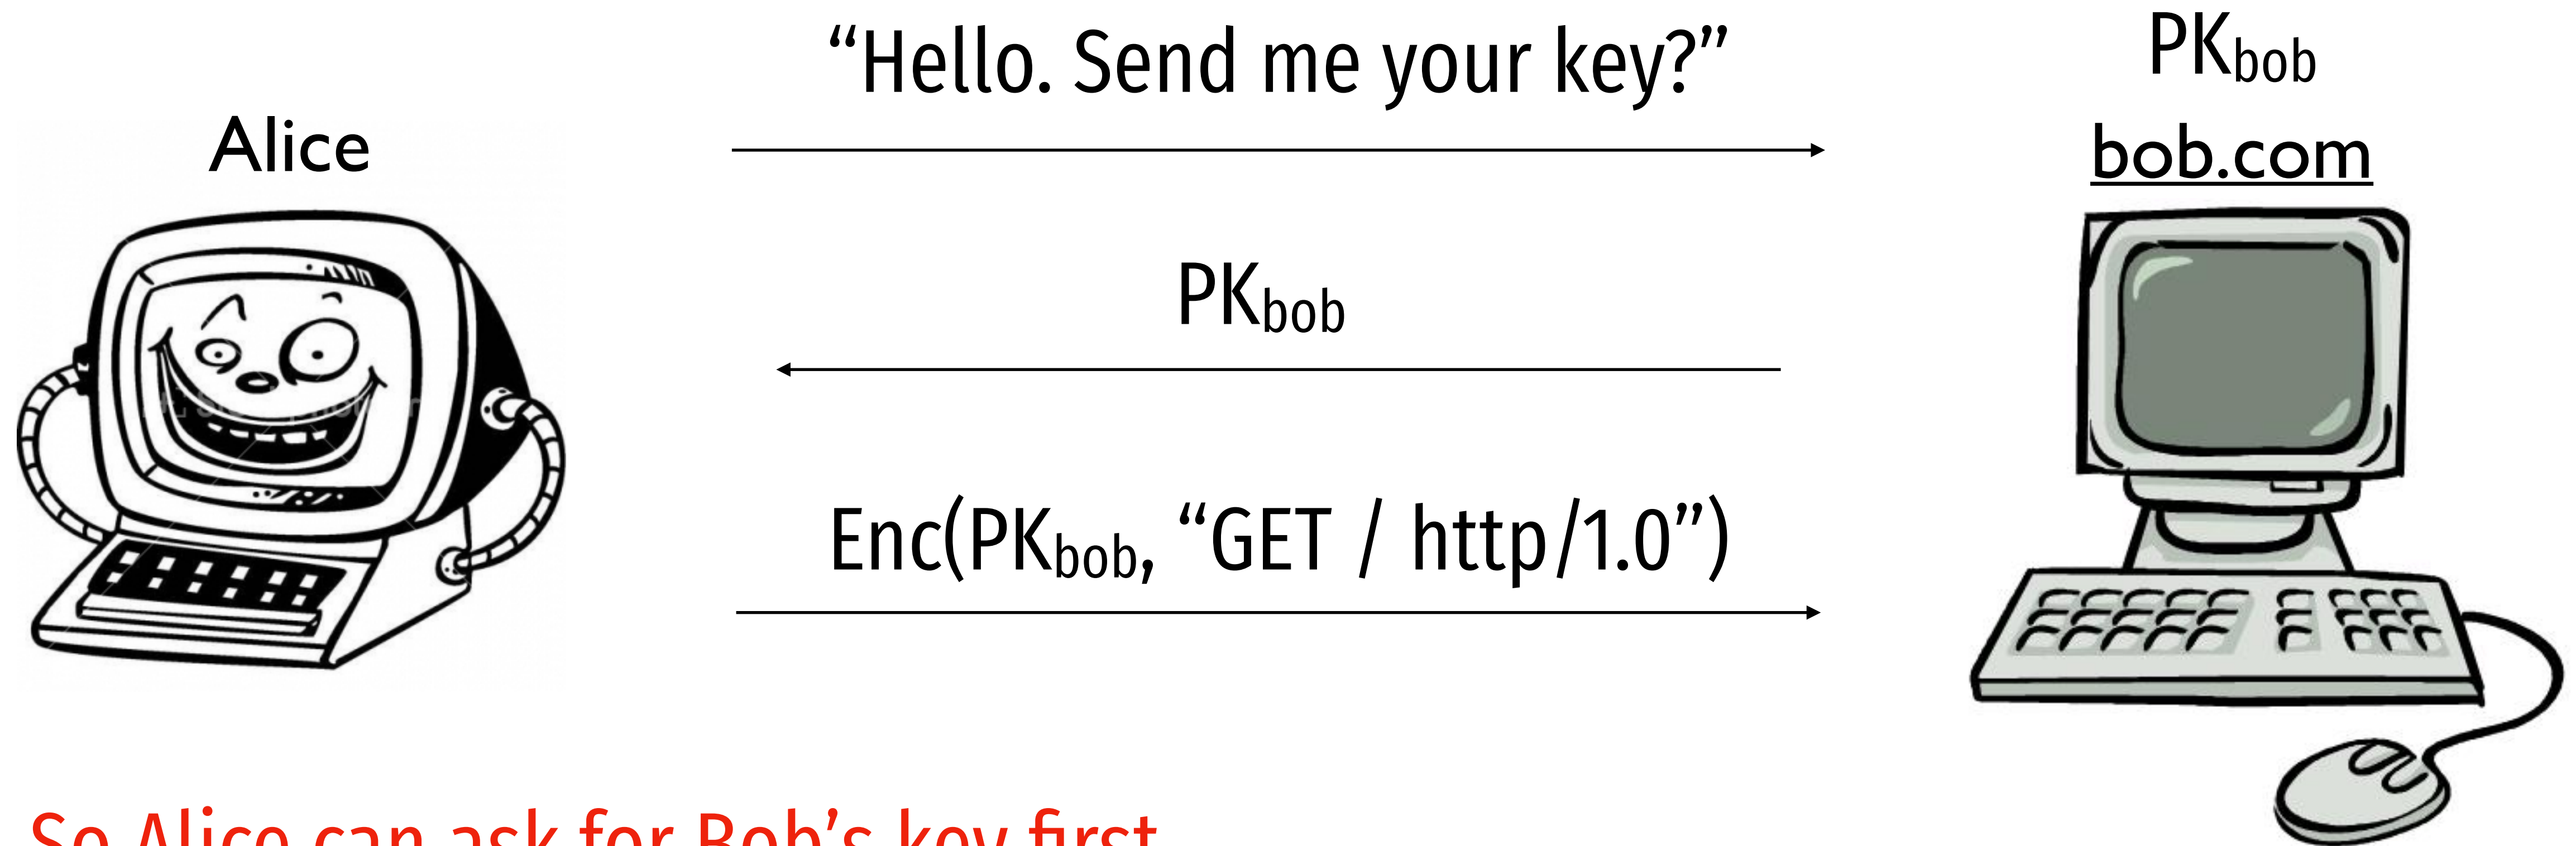 “Hello. Send me your key?”
PKbob
Alice
bob.com
PKbob
Enc(PKbob, “GET / http/1.0”)
So Alice can ask for Bob’s key first